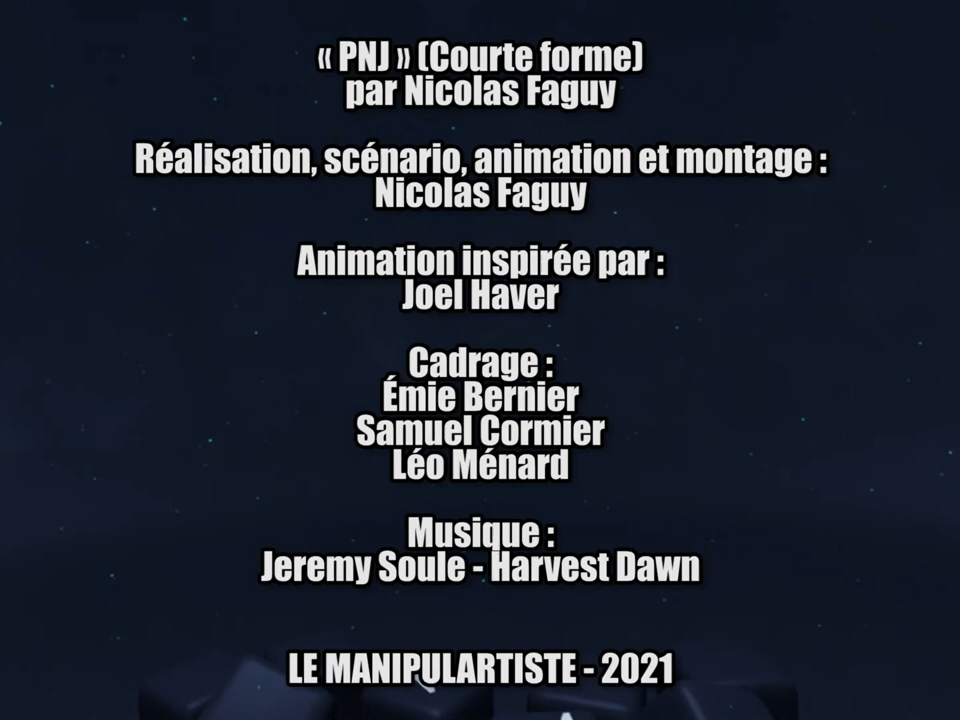 « PNJ » (Courte forme)
par Nicolas Faguy
Réalisation, scénario, animation et montage :
Nicolas Faguy
Animation inspirée par :
Joel Haver
Cadrage :
Émie Bernier
Samuel Cormier
Léo Ménard
Musique :
Jeremy Soule - Harvest Dawn
LE MANIPULARTISTE - 2021